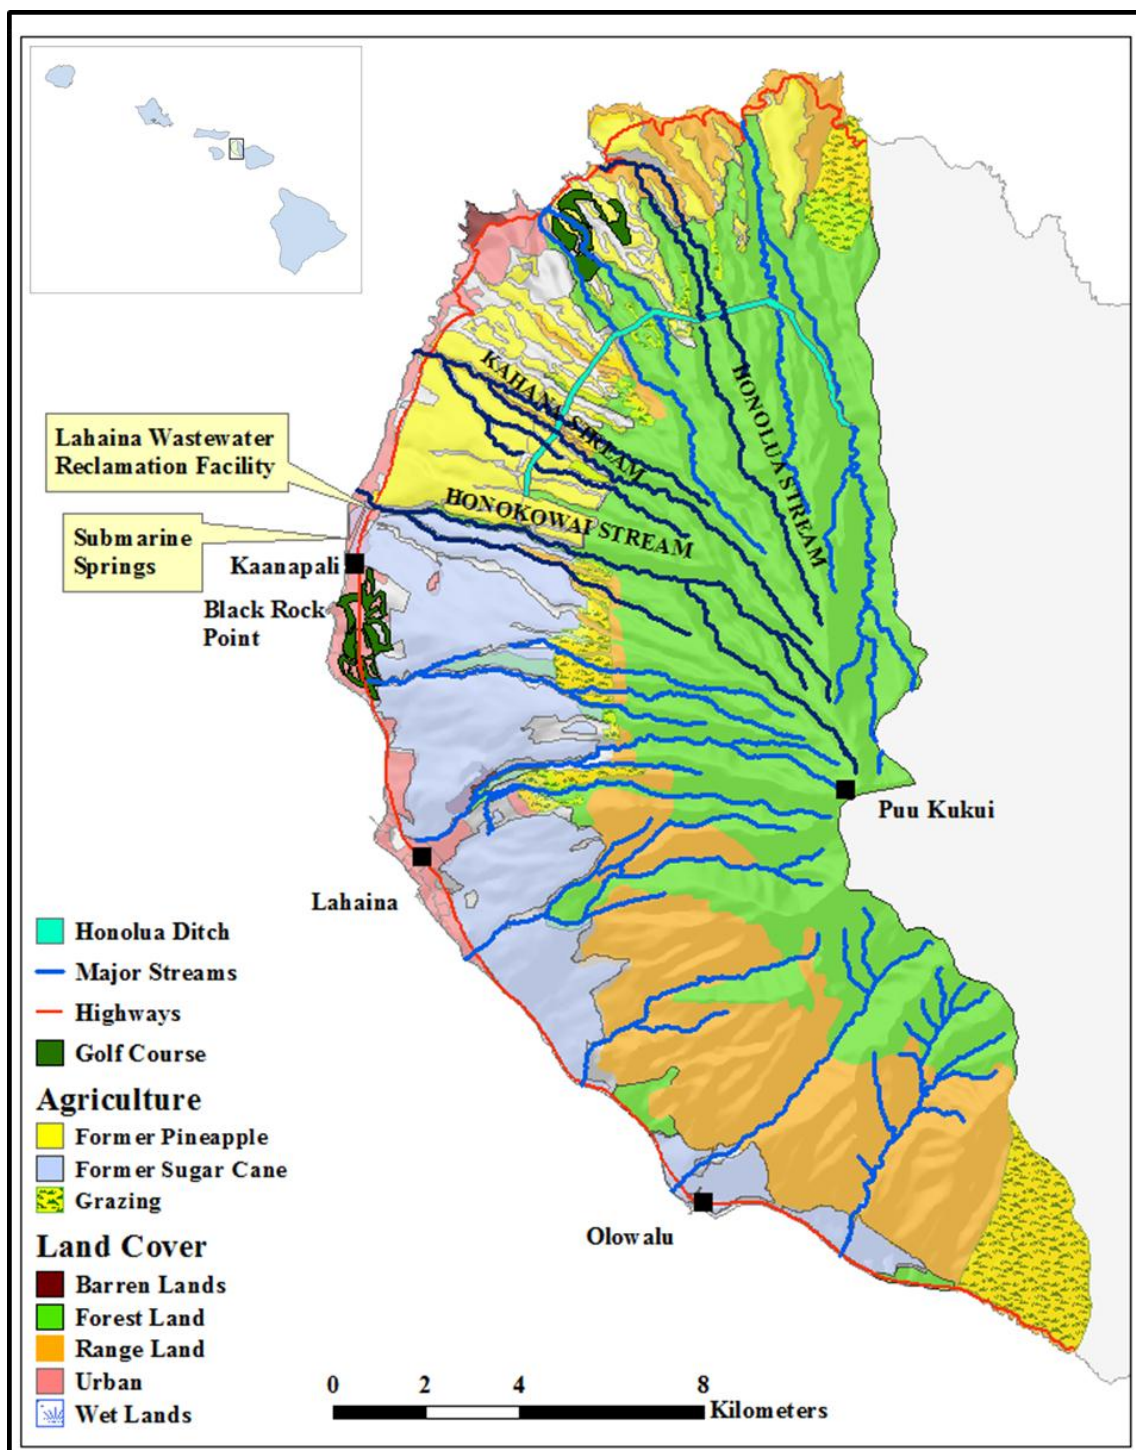 KAHANA STREAM
HONOLUA STREAM
Lahaina Wastewater
Reclamation Facility
HONOKOWAI STREAM
Submarine
Springs
Kaanapali
Black Rock
Point
Puu Kukui
Lahaina
Honolua Ditch
Major Streams
Highways
Golf Course
Agriculture
Former Pineapple
Former Sugar Cane
Grazing
Olowalu
Land Cover
Barren Lands
Forest Land
Range Land
Urban
Wet Lands
0 2 4 8
Kilometers